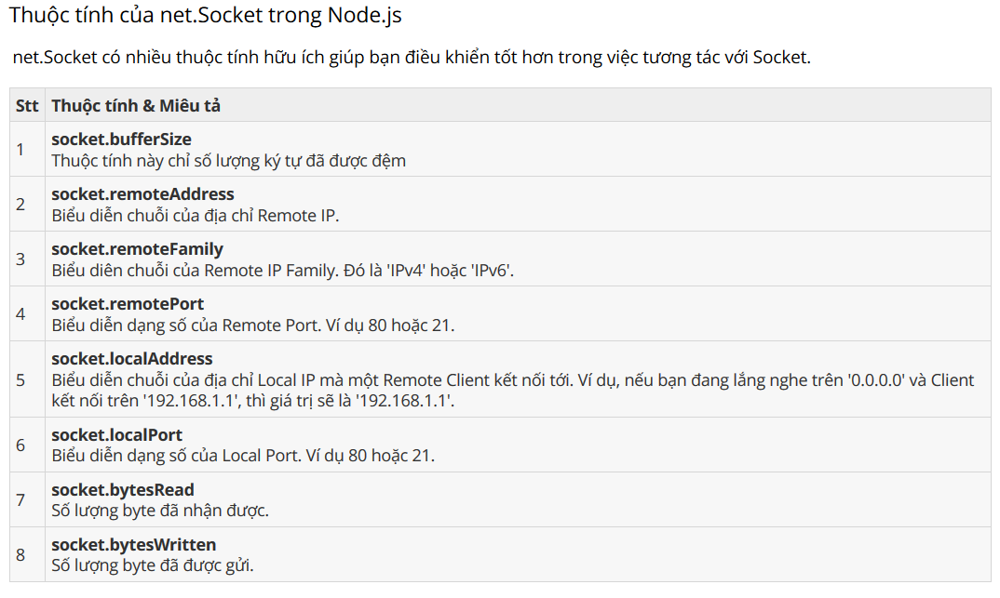 Thuộc tính của net.Socket trong Node.js
net.Socket có nhiều thuộc tính hữu ích giúp bạn điều khiển tốt hơn trong việc tương tác với Socket.
Stt Thuộc tính & Miêu tả
1
socket.bufferSize
Thuộc tính này chỉ số lượng ký tự đã được đệm
2
socket.remoteAddress
Biểu diễn chuỗi của địa chỉ Remote IP.
3
socket.remoteFamily
Biểu diên chuỗi của Remote IP Family. Đó là 'IPv4' hoặc 'IPv6'.
4
socket.remotePort
Biểu diễn dạng số của Remote Port. Ví dụ 80 hoặc 21.
5
socket.localAddress
Biểu diễn chuỗi của địa chỉ Local IP mà một Remote Client kết nối tới. Ví dụ, nếu bạn đang lắng nghe trên '0.0.0.0' và Client
kết nối trên '192.168.1.1', thì giá trị sẽ là '192.168.1.1'.
6
socket.localPort
Biểu diễn dạng số của Local Port. Ví dụ 80 hoặc 21.
7
socket.bytesRead
Số lượng byte đã nhận được.
8
socket.bytesWritten
Số lượng byte đã được gửi.